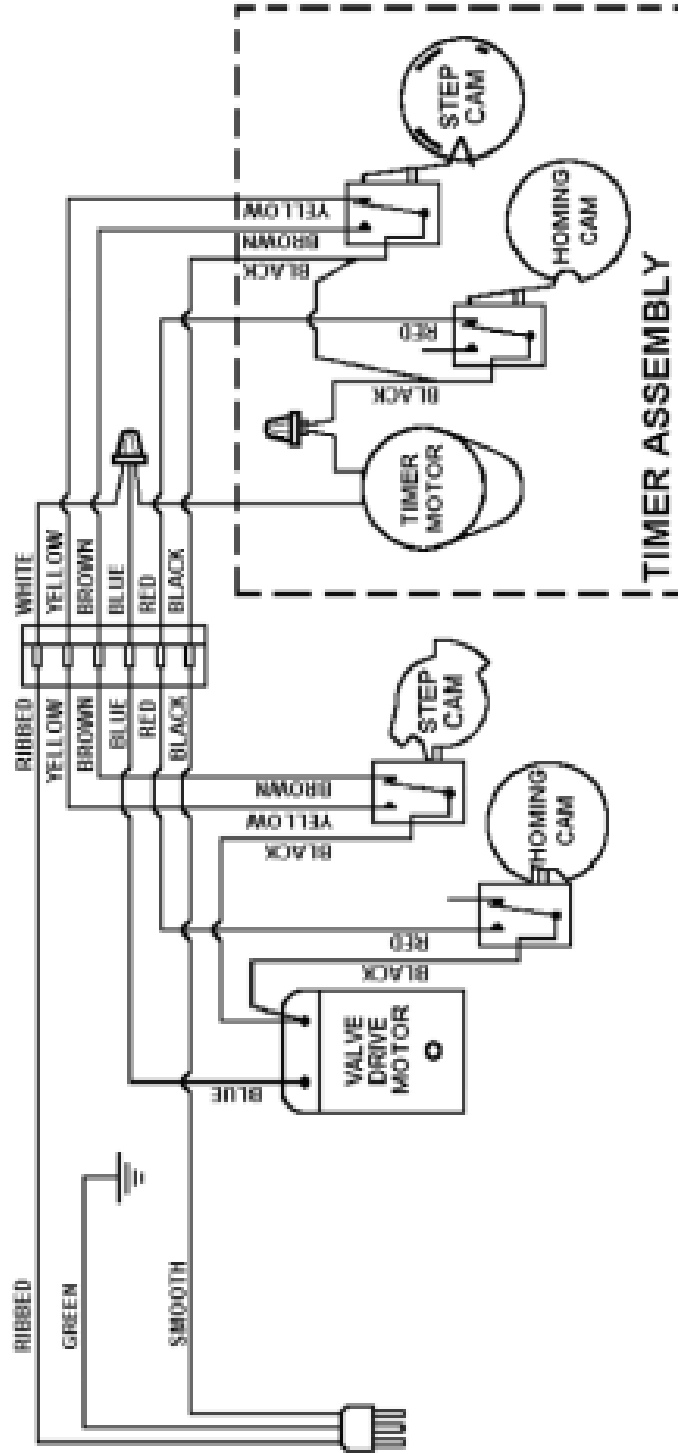 RIBBED
GREEN
SMOOTH
BLUE
VALVE
DRIVE
MOTOR
BLACK
RED
HOMING
CAM
BLACK
YELLOW
BROWN
STEP
CAM
RIBBED
YELLOW
BROWN
BLUE
RED
BLACK
WHITE
YELLOW
BROWN
BLUE
RED
BLACK
TIMER
MOTOR
BLACK
RED
HOMING
CAM
BLACK
BROWN
YELLOW
STEP
CAM
TIMER ASSEMBLY